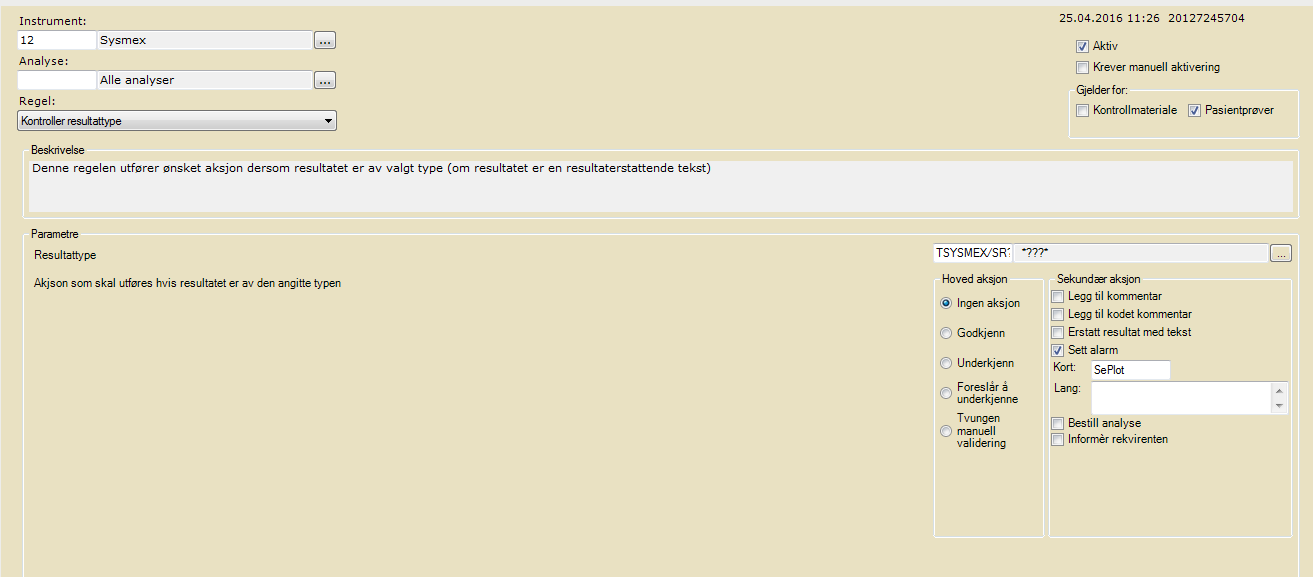 Instrument:
25.04.2016 11:26 20127245704
12 Sysmex ...
Aktiv
Analyse:
Krever manuell aktivering
Alle analyser ...
Gjelder for:
Regel:
Kontrollmateriale Pasientprøver
Kontroller resultattype
Beskrivelse
Denne regelen utfører ønsket aksjon dersom resultatet er av valgt type (om resultatet er en resultaterstattende tekst)
Parametre
Resultattype
TSYSMEX/SR? *???* ...
Akjson som skal utføres hvis resultatet er av den angitte typen
Hoved aksjon
Ingen aksjon
Godkjenn
Underkjenn
Foreslår å
underkjenne
Tvungen
manuell
validering
Sekundær aksjon
Legg til kommentar
Legg til kodet kommentar
Erstatt resultat med tekst
Sett alarm
Kort: SePlot
Lang:
Bestill analyse
Informèr rekvirenten